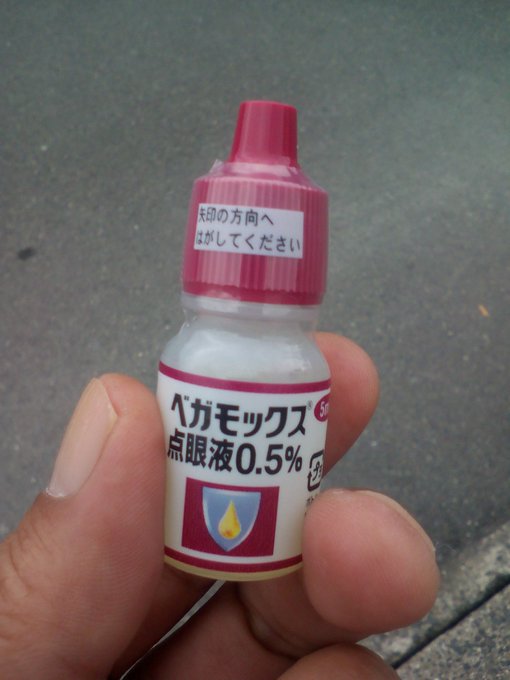 矢印の方向へ
はがしてください
ベガモックス®
点眼液0.5%